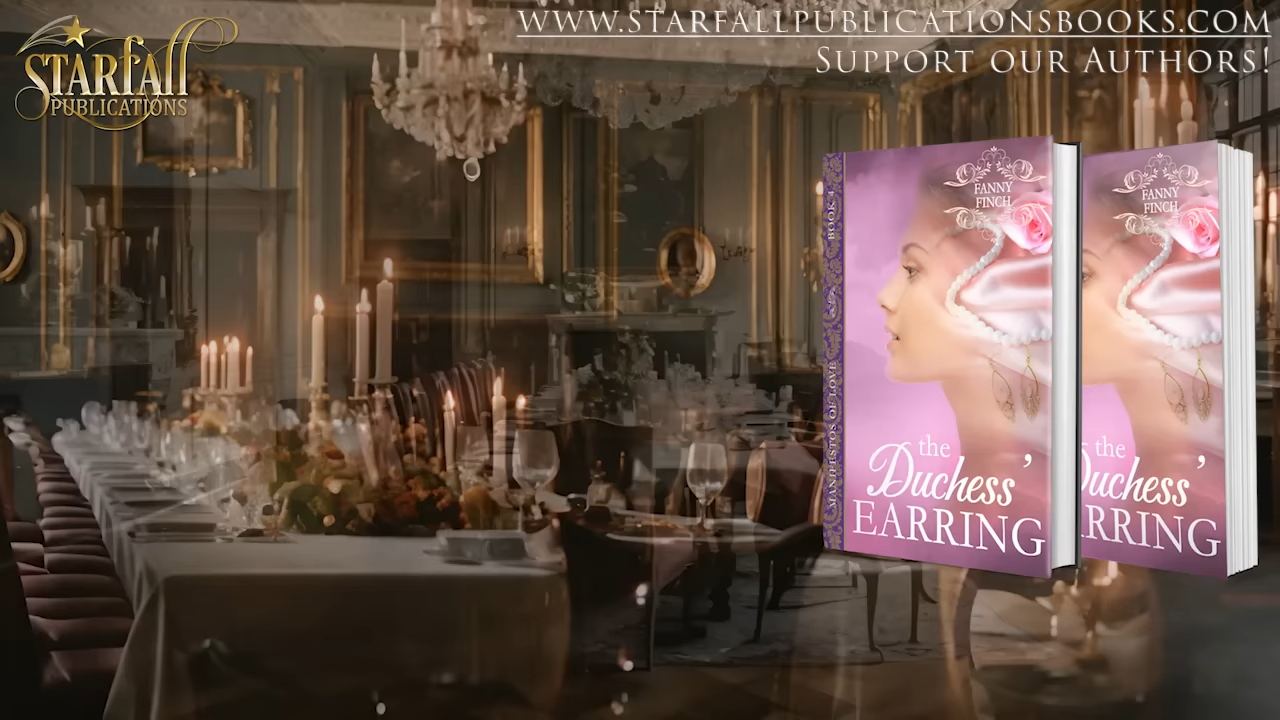 STARfall
PUBLICATIONS
www.starfallpublicationsbooks.com
Support our Authors!
MANIFESTOS OF LOVE
BOOK 4
FANNY
FINCH
the
Duchess'
EARRING
FANNY
FINCH
the
Duchess'
RRING